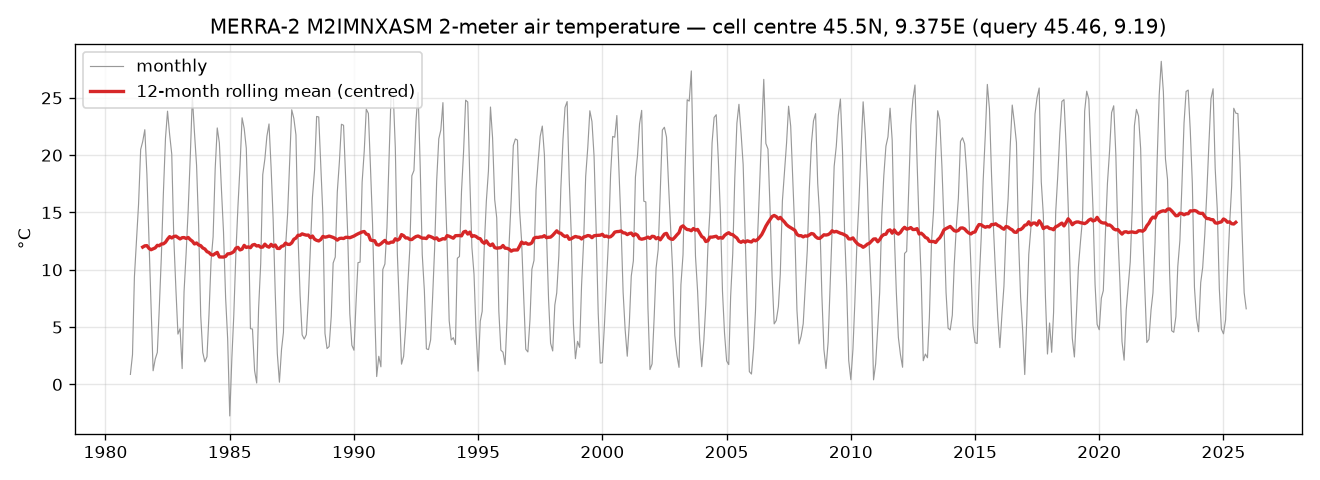 MERRA-2 M2IMNXASM 2-meter air temperature — cell centre 45.5N, 9.375E (query 45.46, 9.19)
monthly
12-month rolling mean (centred)
°C
25
20
15
10
5
0
1980 1985 1990 1995 2000 2005 2010 2015 2020 2025